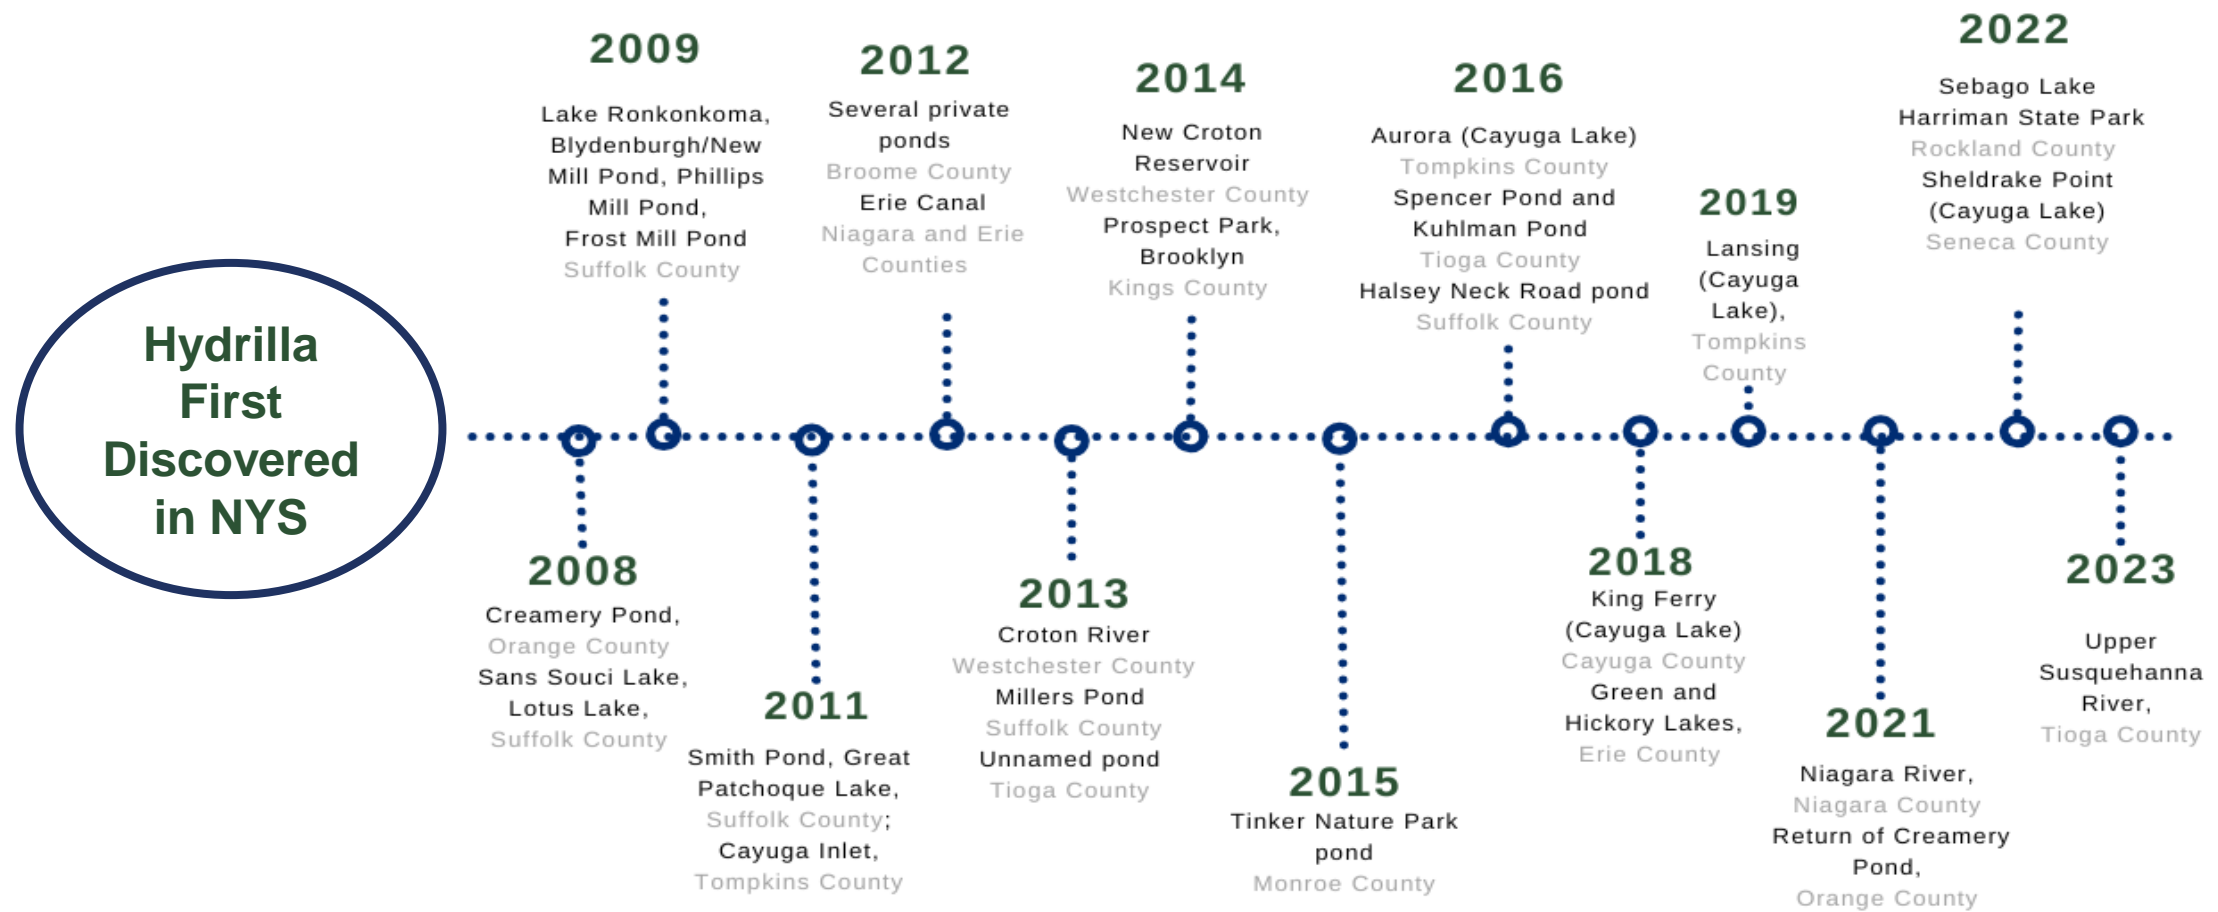 Hydrilla
First
Discovered
in NYS
2008
Creamery Pond,
Orange County
Sans Souci Lake,
Lotus Lake,
Suffolk County
2009
Lake Ronkonkoma,
Blydenburgh/New
Mill Pond, Phillips
Mill Pond,
Frost Mill Pond
Suffolk County
2011
Smith Pond, Great
Patchoque Lake,
Suffolk County;
Cayuga Inlet,
Tompkins County
2012
Several private
ponds
Broome County
Erie Canal
Niagara and Erie
Counties
2013
Croton River
Westchester County
Millers Pond
Suffolk County
Unnamed pond
Tioga County
2014
New Croton
Reservoir
Westchester County
Prospect Park,
Brooklyn
Kings County
2015
Tinker Nature Park
pond
Monroe County
2016
Aurora (Cayuga Lake)
Tompkins County
Spencer Pond and
Kuhlman Pond
Tioga County
Halsey Neck Road pond
Suffolk County
2018
King Ferry
(Cayuga Lake)
Cayuga County
Green and
Hickory Lakes,
Erie County
2019
Lansing
(Cayuga
Lake),
Tompkins
County
2021
Niagara River,
Niagara County
Return of Creamery
Pond,
Orange County
2022
Sebago Lake
Harriman State Park
Rockland County
Sheldrake Point
(Cayuga Lake)
Seneca County
2023
Upper
Susquehanna
River,
Tioga County